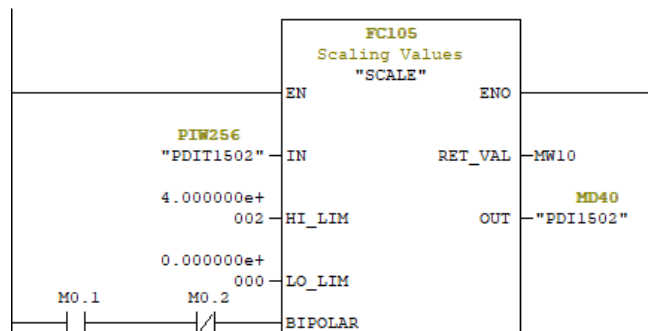 FC105
Scaling Values
"SCALE"
EN ENO
PIW256
"PDIT1502" IN RET_VAL MW10
4.000000e+ MD40
002 HI_LIM OUT "PDI1502"
0.000000e+
000 LO_LIM
M0.1 M0.2
BIPOLAR